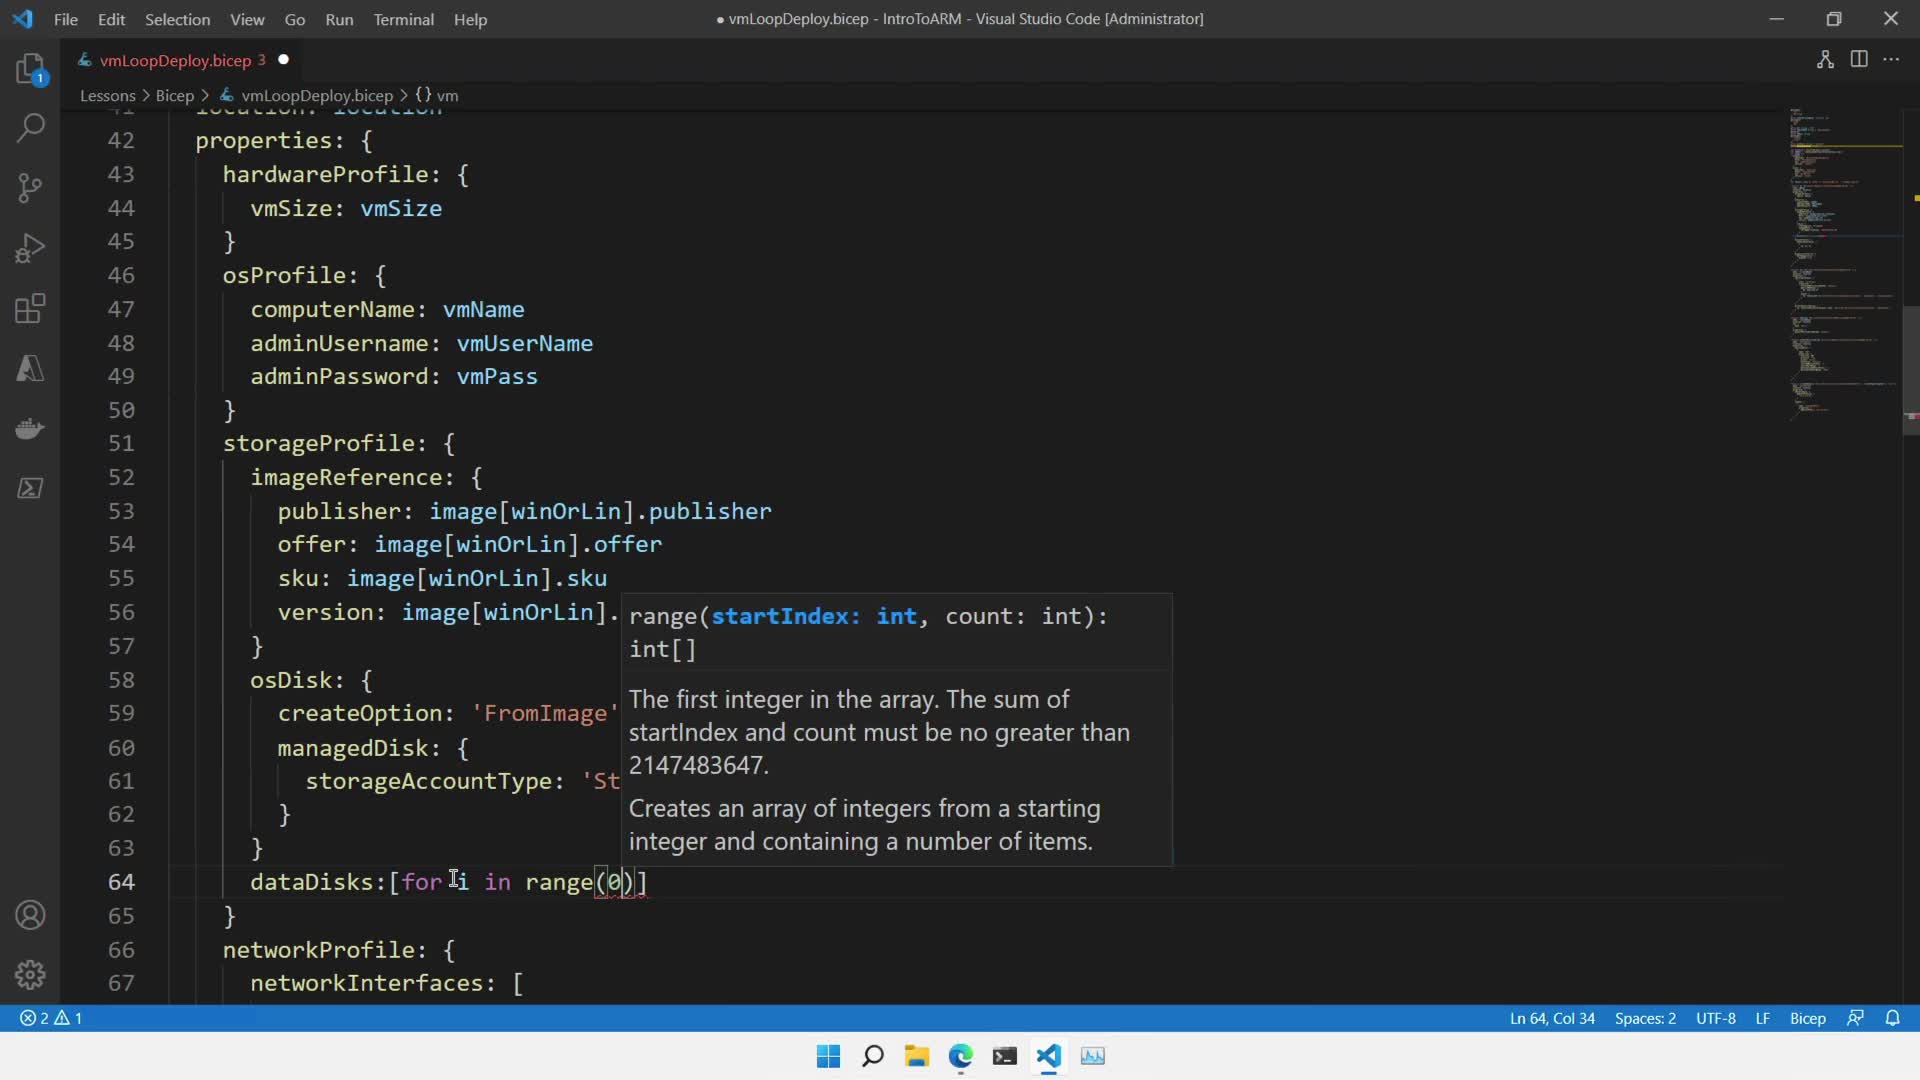 File Edit Selection View Go Run Terminal Help
● vmLoopDeploy.bicep - IntroToARM - Visual Studio Code [Administrator]
vmLoopDeploy.bicep 3 ●
Lessons > Bicep > vmLoopDeploy.bicep > {} vm
1
41 location: location
42 properties: {
43 hardwareProfile: {
44 vmSize: vmSize
45 }
46 osProfile: {
47 computerName: vmName
48 adminUsername: vmUserName
49 adminPassword: vmPass
50 }
51 storageProfile: {
52 imageReference: {
53 publisher: image[winOrLin].publisher
54 offer: image[winOrLin].offer
55 sku: image[winOrLin].sku
56 version: image[winOrLin].
57 }
58 osDisk: {
59 createOption: 'FromImage'
60 managedDisk: {
61 storageAccountType: 'St
62 }
63 }
64 dataDisks:[for i in range(0)]
65 }
66 networkProfile: {
67 networkInterfaces: [
range(startIndex: int, count: int):
int[]
The first integer in the array. The sum of
startIndex and count must be no greater than
2147483647.
Creates an array of integers from a starting
integer and containing a number of items.
2 1
Ln 64, Col 34 Spaces: 2 UTF-8 LF Bicep